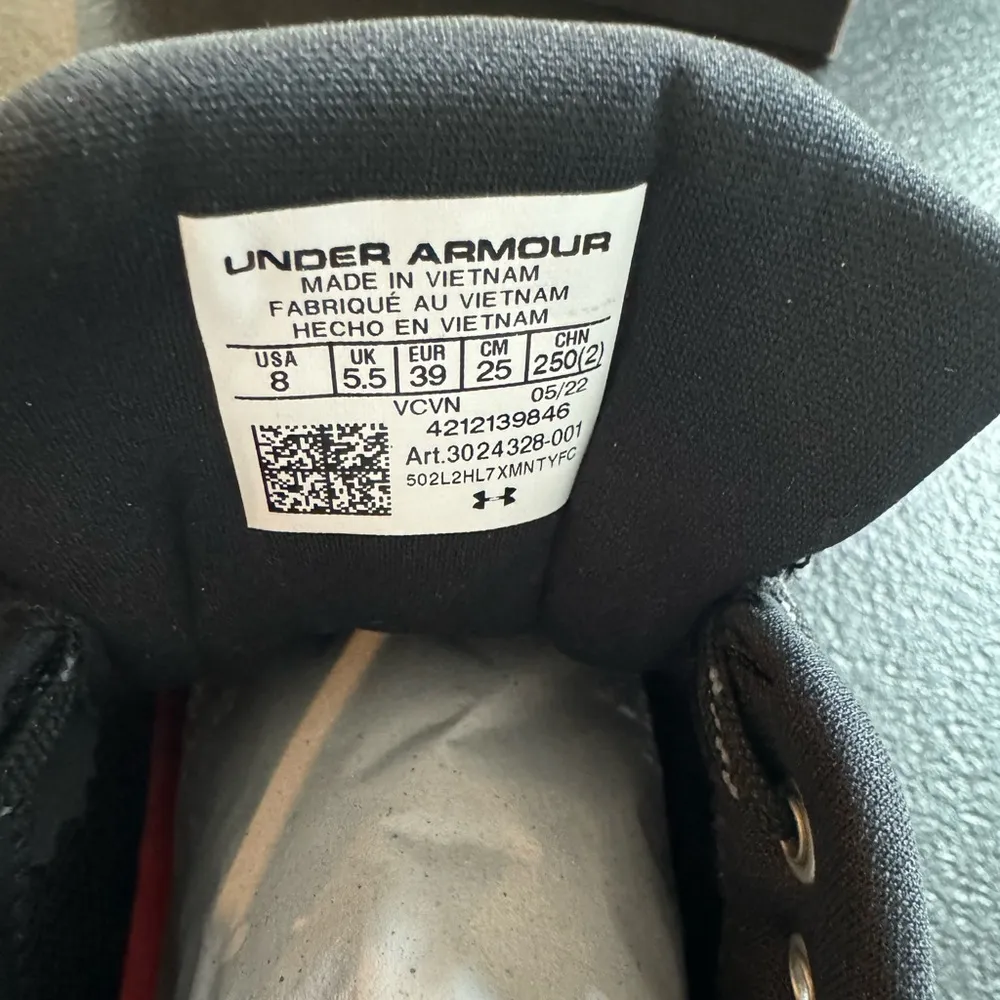 UNDER ARMOUR
MADE IN VIETNAM
FABRIQUÉ AU VIETNAM
HECHO EN VIETNAM
USA UK EUR CM CHN
8 5.5 39 25 250(2)
VCVN 05/22
4212139846
Art.3024328-001
502L2HL7XMNTYFC